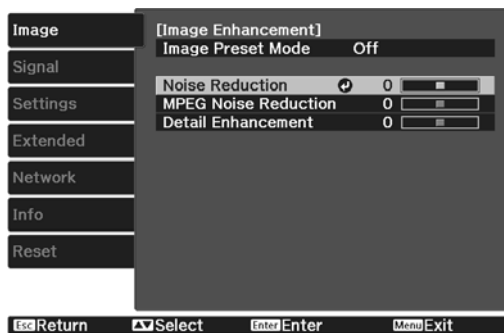 Image
Signal
Settings
Extended
Network
Info
Reset
[Image Enhancement]
Image Preset Mode Off
Noise Reduction 0
MPEG Noise Reduction 0
Detail Enhancement 0
Esc Return Select Enter Enter Menu Exit